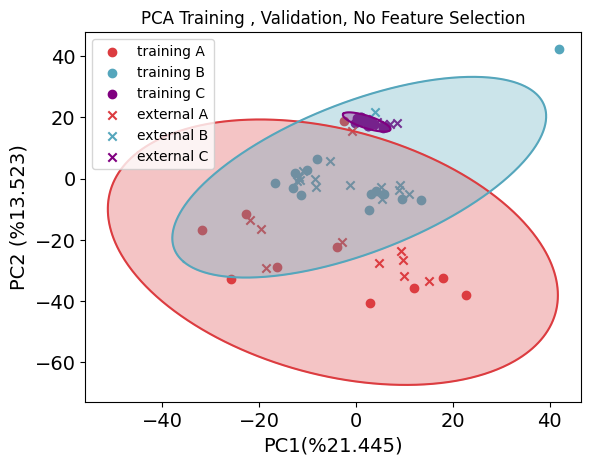 PCA Training , Validation, No Feature Selection
training A
training B
training C
external A
external B
external C
40
20
0
−20
−40
−60
PC2 (%13.523)
−40 −20 0 20 40
PC1(%21.445)